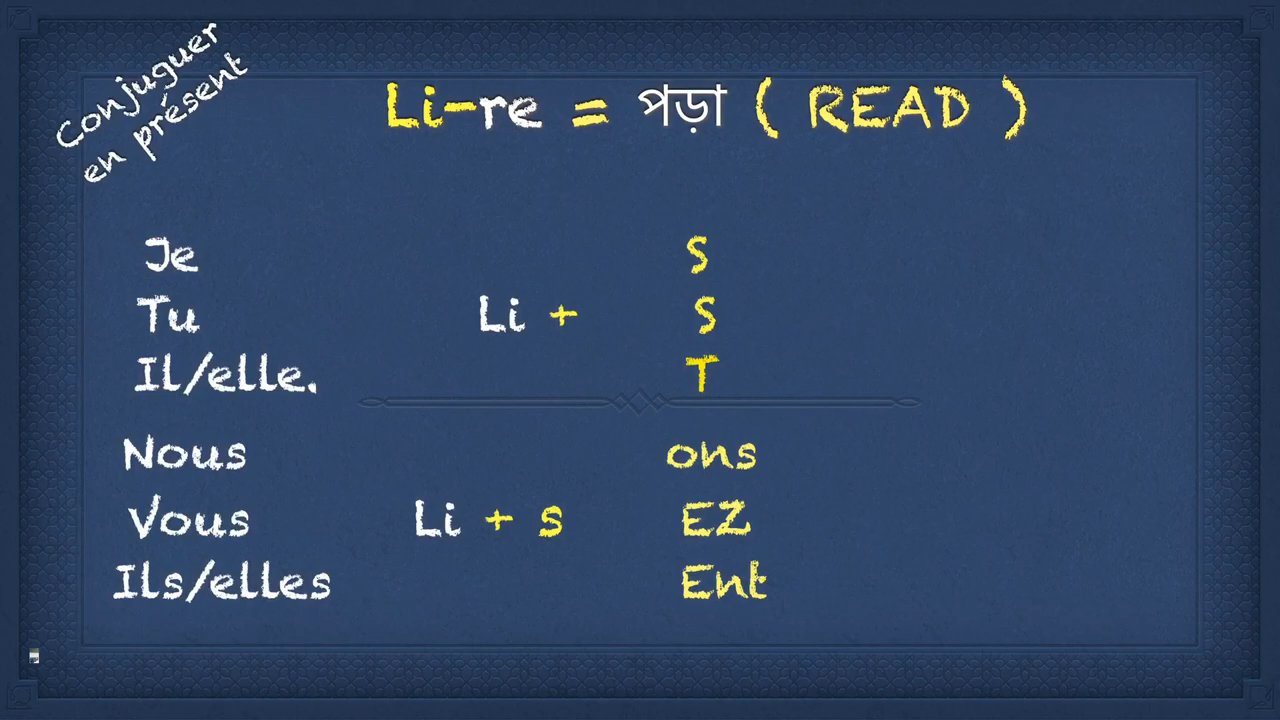 Conjuguer
en présent
Li-re = পড়া ( READ )
Je S
Tu Li + S
Il/elle. T
Nous ons
Vous Li + s EZ
Ils/elles Ent